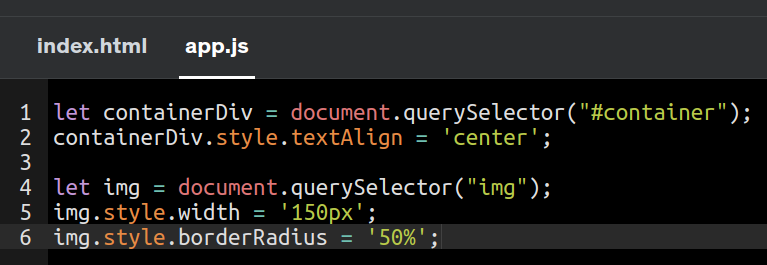 index.html app.js
1 let containerDiv = document.querySelector("#container");
2 containerDiv.style.textAlign = 'center';
3
4 let img = document.querySelector("img");
5 img.style.width = '150px';
6 img.style.borderRadius = '50%';